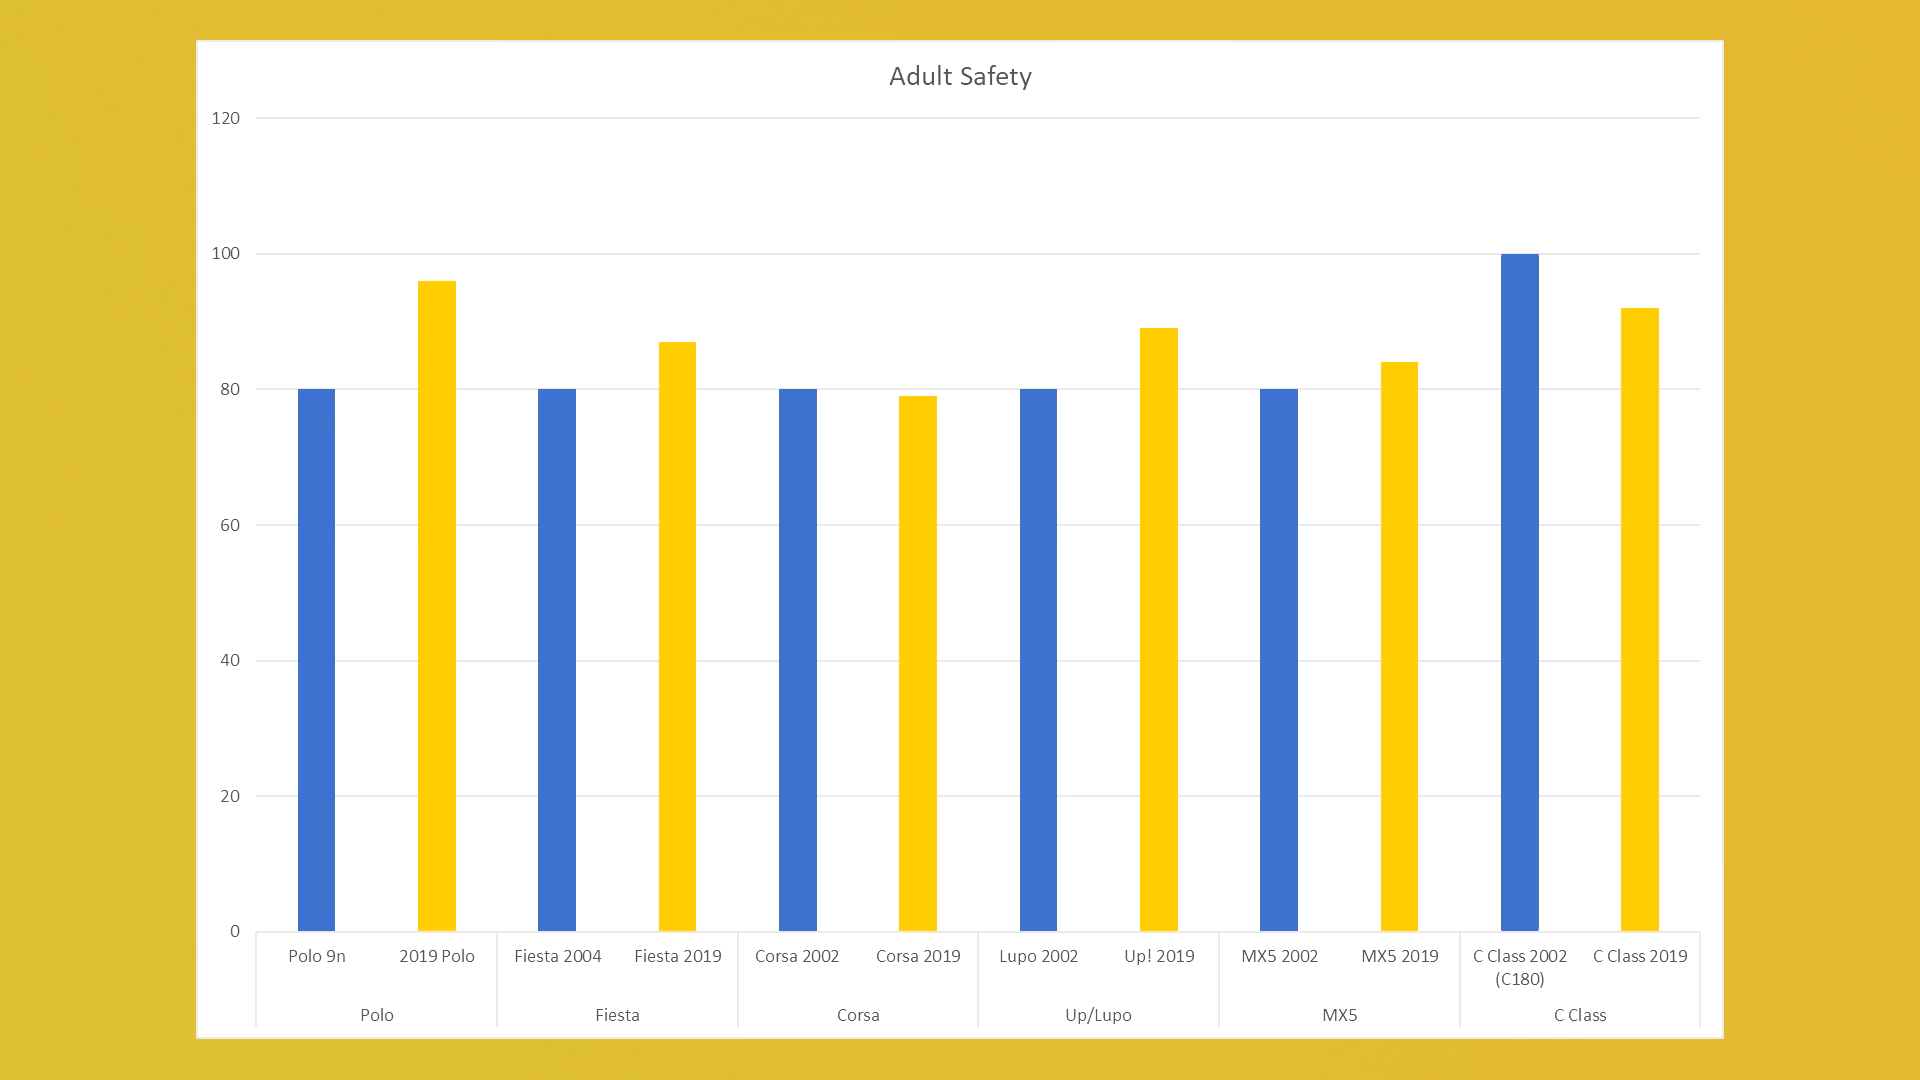 Adult Safety
120
100
80
60
40
20
0
Polo 9n 2019 Polo Fiesta 2004 Fiesta 2019 Corsa 2002 Corsa 2019 Lupo 2002 Up! 2019 MX5 2002 MX5 2019 C Class 2002 C Class 2019
(C180)
Polo Fiesta Corsa Up/Lupo MX5 C Class